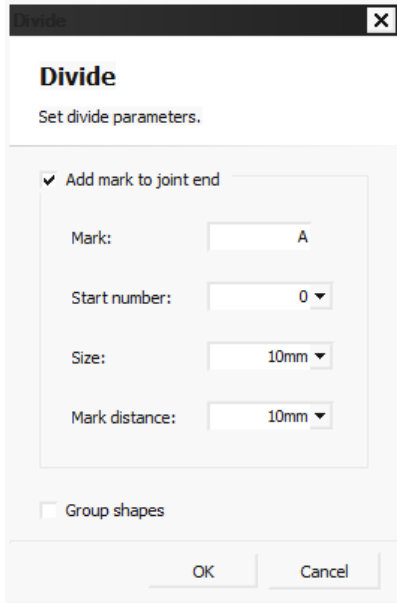 Divide
Divide
Set divide parameters.
Add mark to joint end
Mark: A
Start number: 0
Size: 10mm
Mark distance: 10mm
Group shapes
OK Cancel